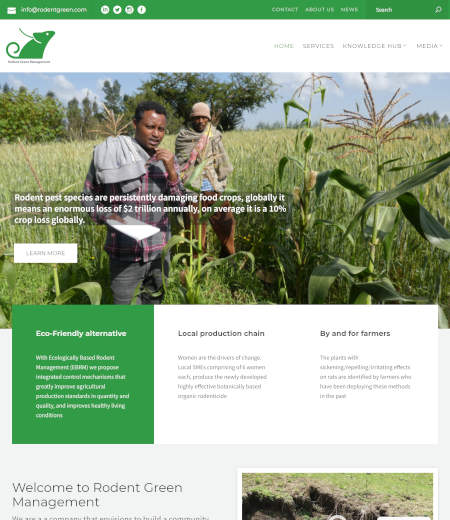 info@rodentgreen.com
CONTACT ABOUT US NEWS
Search
Rodent Green Management
HOME SERVICES KNOWLEDGE HUB MEDIA
Rodent pest species are persistently damaging food crops, globally it
means an enormous loss of $2 trillion annually, on average it is a 10%
crop loss globally.
LEARN MORE
Eco-Friendly alternative
With Ecologically Based Rodent
Management (EBRM) we propose
integrated control mechanisms that
greatly improve agricultural
production standards in quantity and
quality, and improves healthy living
conditions
Local production chain
Women are the drivers of change.
Local SMEs comprising of 6 women
each, produce the newly developed
highly effective botanically based
organic rodenticide
By and for farmers
The plants with
sickening/repelling/irritating effects
on rats are identified by farmers who
have been deploying these methods
in the past
Welcome to Rodent Green
Management
We are a a company that envisions to build a community